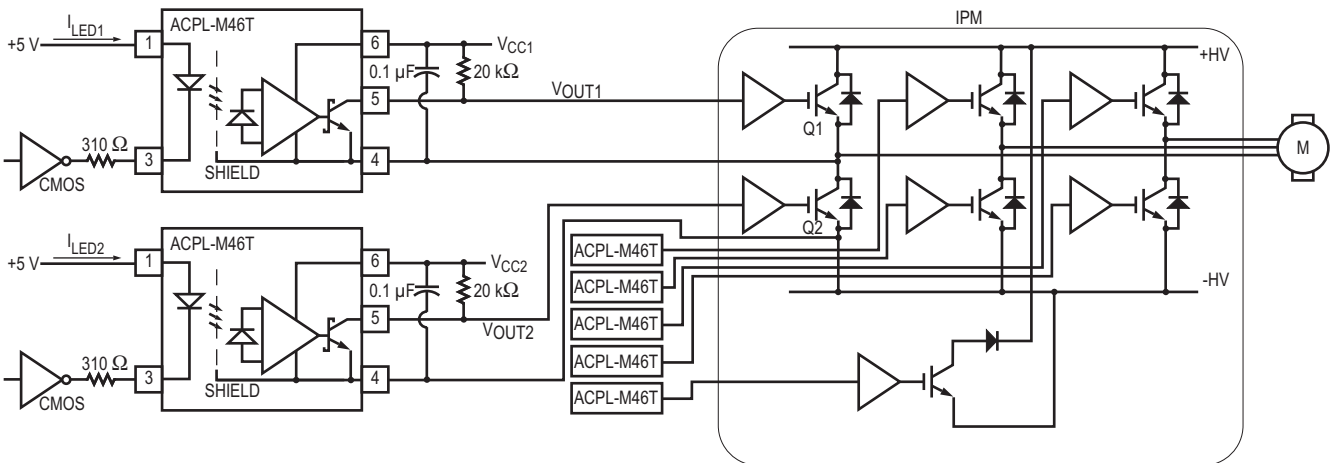 I LED1
+5 V
ACPL-M46T
1
6
VCC1
0.1 µF
20 kΩ
5
VOUT1
310 Ω
3
CMOS
SHIELD
4
I LED2
+5 V
ACPL-M46T
1
6
VCC2
0.1 µF
20 kΩ
5
VOUT2
310 Ω
3
CMOS
SHIELD
4
ACPL-M46T
ACPL-M46T
ACPL-M46T
ACPL-M46T
ACPL-M46T
IPM
+HV
Q1
M
Q2
-HV